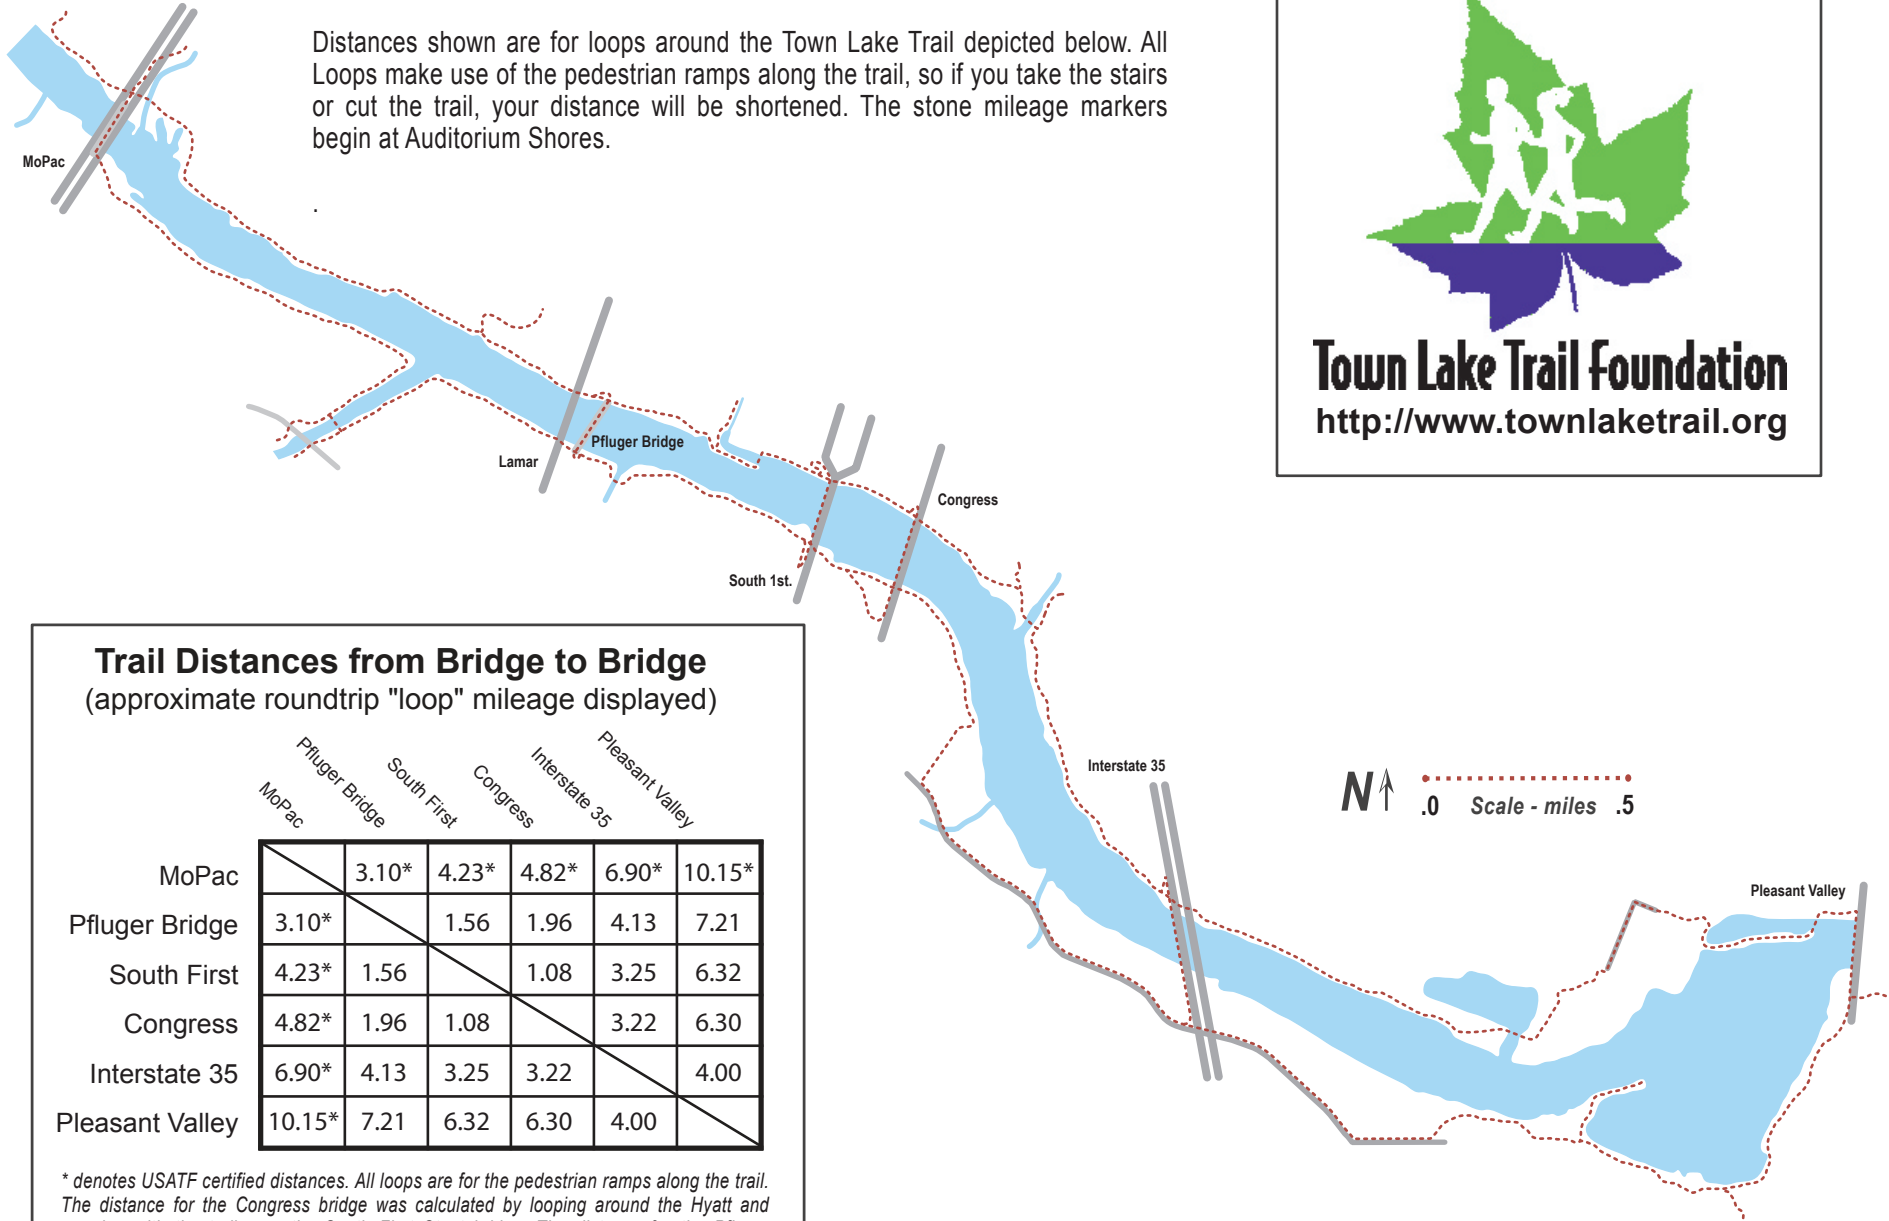 Distances shown are for loops around the Town Lake Trail depicted below. All
Loops make use of the pedestrian ramps along the trail, so if you take the stairs
or cut the trail, your distance will be shortened. The stone mileage markers
begin at Auditorium Shores.
.
Town Lake Trail Foundation
http://www.townlaketrail.org
MoPac
Pfluger Bridge
Lamar
Congress
South 1st.
Interstate 35
N
.0 Scale - miles .5
Pleasant Valley
Trail Distances from Bridge to Bridge
(approximate roundtrip "loop" mileage displayed)
MoPac Pfluger Bridge South First Congress Interstate 35 Pleasant Valley
MoPac 3.10* 4.23* 4.82* 6.90* 10.15*
Pfluger Bridge 3.10* 1.56 1.96 4.13 7.21
South First 4.23* 1.56 1.08 3.25 6.32
Congress 4.82* 1.96 1.08 3.22 6.30
Interstate 35 6.90* 4.13 3.25 3.22 4.00
Pleasant Valley 10.15* 7.21 6.32 6.30 4.00
* denotes USATF certified distances. All loops are for the pedestrian ramps along the trail.
The distance for the Congress bridge was calculated by looping around the Hyatt and